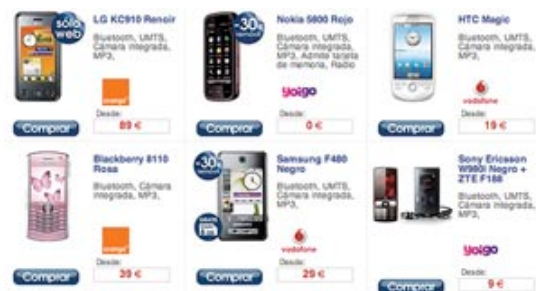 sólo
web
LG KC910 Renoir
Bluetooth, UMTS,
Cámara integrada,
MP3,
orange
Desde:
89 €
Comprar
-30€
Nokia 5800 Rojo
Bluetooth, UMTS,
Cámara integrada,
MP3, Admite tarjeta
de memoria, Radio
yoigo
Desde:
0 €
Comprar
HTC Magic
Bluetooth, UMTS,
Cámara integrada,
MP3,
vodafone
Desde:
19 €
Comprar
Blackberry 8110
Rosa
Bluetooth, Cámara
integrada, MP3,
orange
Desde:
39 €
Comprar
-30€
Samsung F480
Negro
Bluetooth, UMTS,
Cámara integrada,
MP3,
vodafone
Desde:
29 €
Comprar
Sony Ericsson
W980i Negro +
ZTE F188
Bluetooth, UMTS,
Cámara integrada,
MP3,
yoigo
Desde:
9 €
Comprar